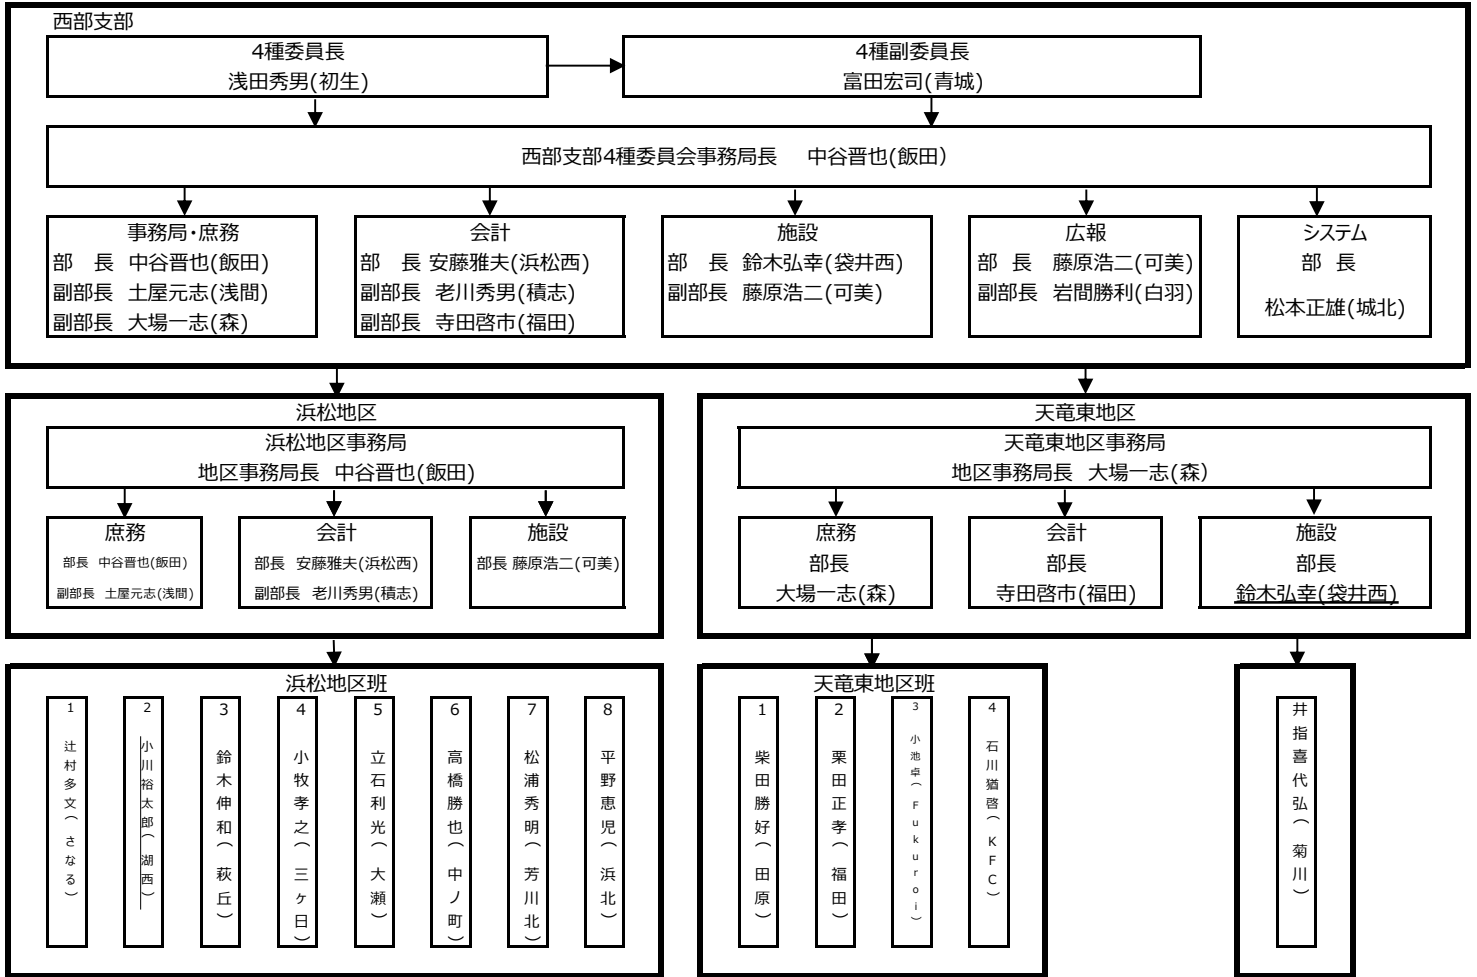 西部支部
4種委員長
浅田秀男(初生)
4種副委員長
富田宏司(青城)
西部支部4種委員会事務局長　中谷晋也(飯田)
事務局・庶務
部　長 中谷晋也(飯田)
副部長 土屋元志(浅間)
副部長 大場一志(森)
会計
部　長 安藤雅夫(浜松西)
副部長 老川秀男(積志)
副部長 寺田啓市(福田)
施設
部　長 鈴木弘幸(袋井西)
副部長 藤原浩二(可美)
広報
部　長 藤原浩二(可美)
副部長 岩間勝利(白羽)
システム
部　長
松本正雄(城北)
浜松地区
浜松地区事務局
地区事務局長 中谷晋也(飯田)
庶務
部長 中谷晋也(飯田)
副部長 土屋元志(浅間)
会計
部長 安藤雅夫(浜松西)
副部長 老川秀男(積志)
施設
部長 藤原浩二(可美)
天竜東地区
天竜東地区事務局
地区事務局長 大場一志(森)
庶務
部長
大場一志(森)
会計
部長
寺田啓市(福田)
施設
部長
鈴木弘幸(袋井西)
浜松地区班
1 辻村多文(さなる)
2 小川裕太郎(湖西)
3 鈴木伸和(萩丘)
4 小牧孝之(三ヶ日)
5 立石利光(大瀬)
6 高橋勝也(中ノ町)
7 松浦秀明(芳川北)
8 平野恵児(浜北)
天竜東地区班
1 柴田勝好(田原)
2 栗田正孝(福田)
3 小池卓(Fukuroi)
4 石川猶啓(KFC)
井指喜代弘(菊川)